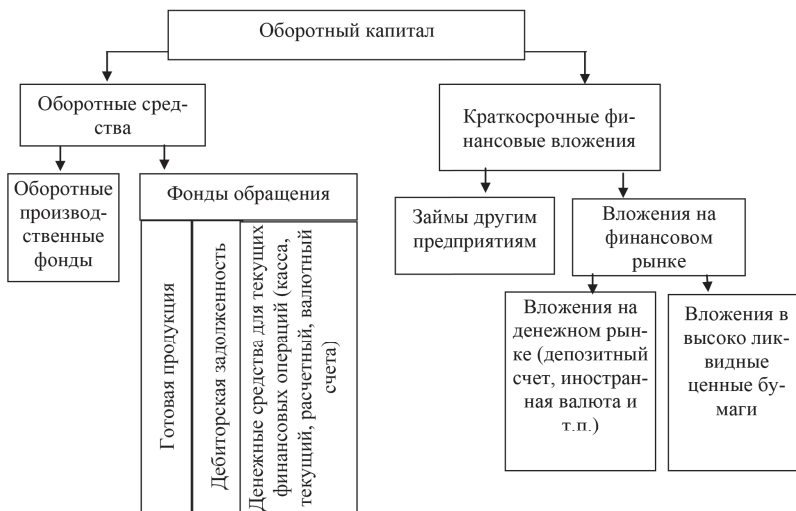 Оборотный капитал
Оборотные сред-
ства
Краткосрочные фи-
нансовые вложения
Оборотные
производ-
ственные
фонды
Фонды обращения
Займы другим
предприятиям
Вложения на
финансовом
рынке
Готовая продукция
Дебиторская задолженность
Денежные средства для текущих
финансовых операций (касса,
текущий, расчетный, валютный
счета)
Вложения на
денежном рын-
ке (депозитный
счет, иностран-
ная валюта и
т.п.)
Вложения в
высоко лик-
видные
ценные бу-
маги